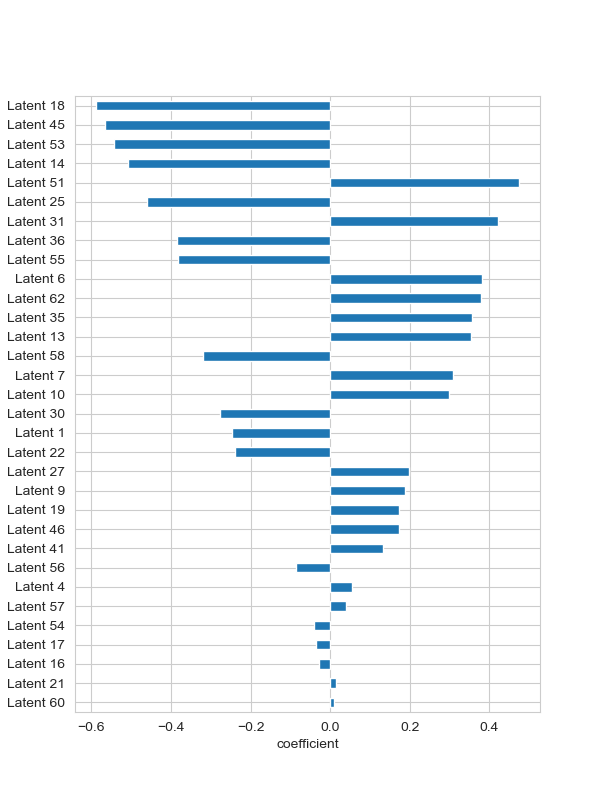 Latent 18
Latent 45
Latent 53
Latent 14
Latent 51
Latent 25
Latent 31
Latent 36
Latent 55
Latent 6
Latent 62
Latent 35
Latent 13
Latent 58
Latent 7
Latent 10
Latent 30
Latent 1
Latent 22
Latent 27
Latent 9
Latent 19
Latent 46
Latent 41
Latent 56
Latent 4
Latent 57
Latent 54
Latent 17
Latent 16
Latent 21
Latent 60
−0.6 −0.4 −0.2 0.0 0.2 0.4
coefficient